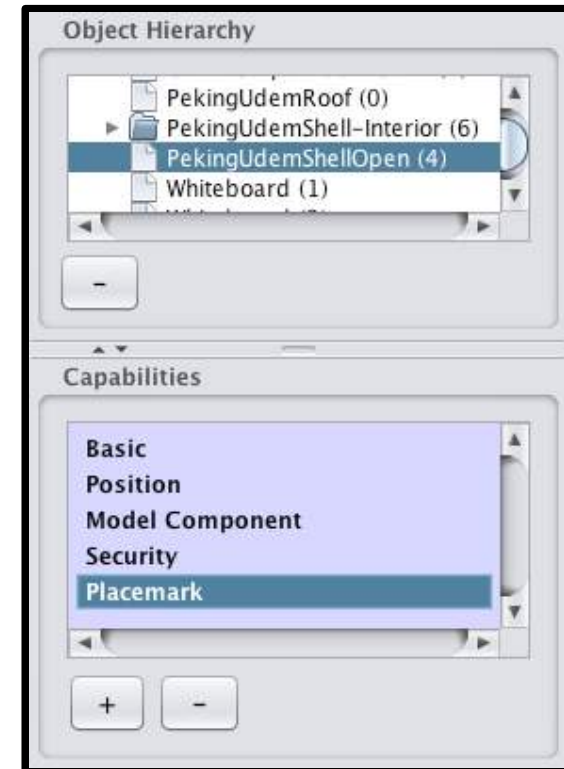 Object Hierarchy
PekingUdemRoof (0)
PekingUdemShell-Interior (6)
PekingUdemShellOpen (4)
Whiteboard (1)
-
Capabilities
Basic
Position
Model Component
Security
Placemark
+ -